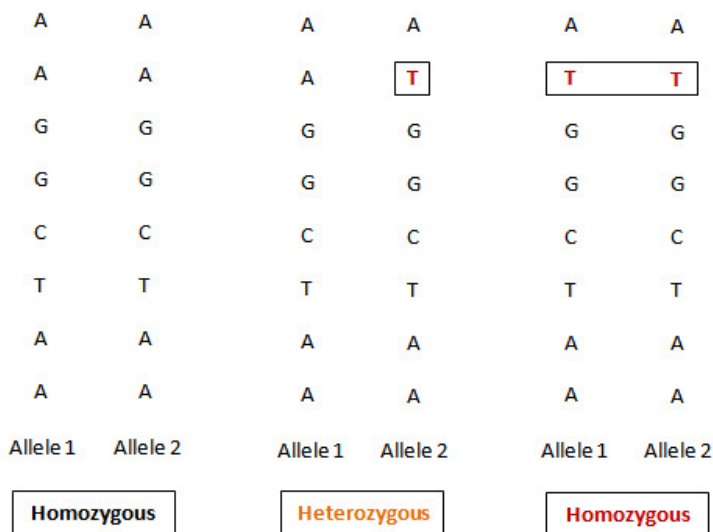 A A A A A A
A A A T T T
G G G G G G
G G G G G G
C C C C C C
T T T T T T
A A A A A A
A A A A A A
Allele 1 Allele 2 Allele 1 Allele 2 Allele 1 Allele 2
Homozygous Heterozygous Homozygous